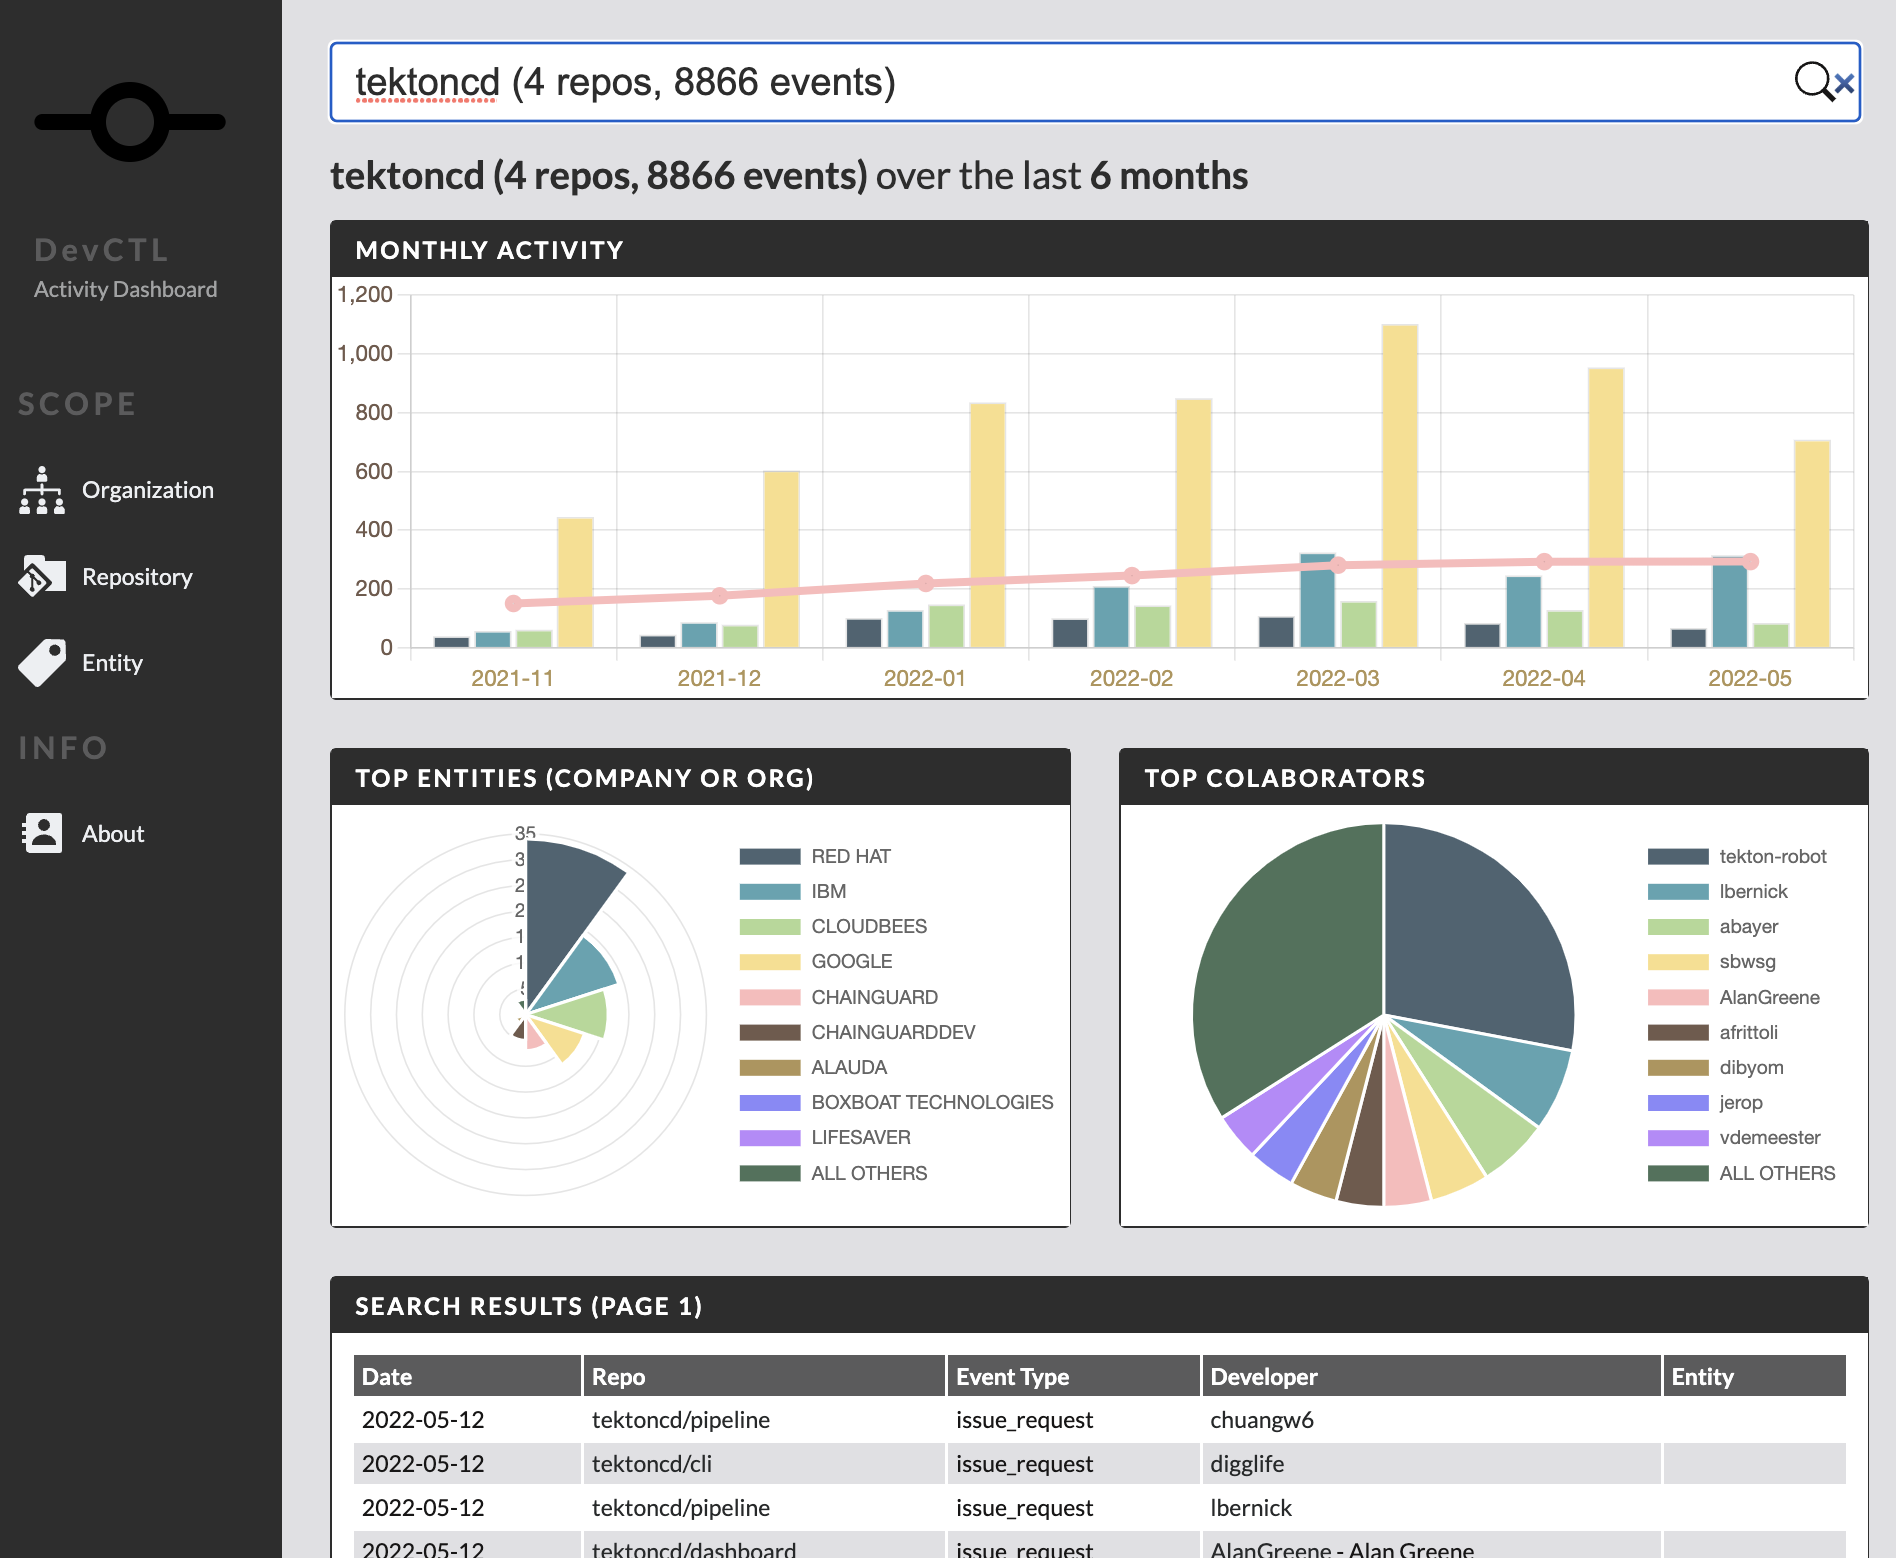 tektoncd (4 repos, 8866 events)
tektoncd (4 repos, 8866 events) over the last 6 months
DevCTL
Activity Dashboard
SCOPE
Organization
Repository
Entity
INFO
About
MONTHLY ACTIVITY
1,200
1,000
800
600
400
200
0
2021-11 2021-12 2022-01 2022-02 2022-03 2022-04 2022-05
TOP ENTITIES (COMPANY OR ORG)
35
RED HAT
IBM
CLOUDBEES
GOOGLE
CHAINGUARD
CHAINGUARDDEV
ALAUDA
BOXBOAT TECHNOLOGIES
LIFESAVER
ALL OTHERS
TOP COLABORATORS
tekton-robot
lbernick
abayer
sbwsg
AlanGreene
afrittoli
dibyom
jerop
vdemeester
ALL OTHERS
SEARCH RESULTS (PAGE 1)
Date Repo Event Type Developer Entity
2022-05-12 tektoncd/pipeline issue_request chuangw6
2022-05-12 tektoncd/cli issue_request digglife
2022-05-12 tektoncd/pipeline issue_request lbernick
2022-05-12 tektoncd/dashboard issue_request AlanGreene - Alan Greene